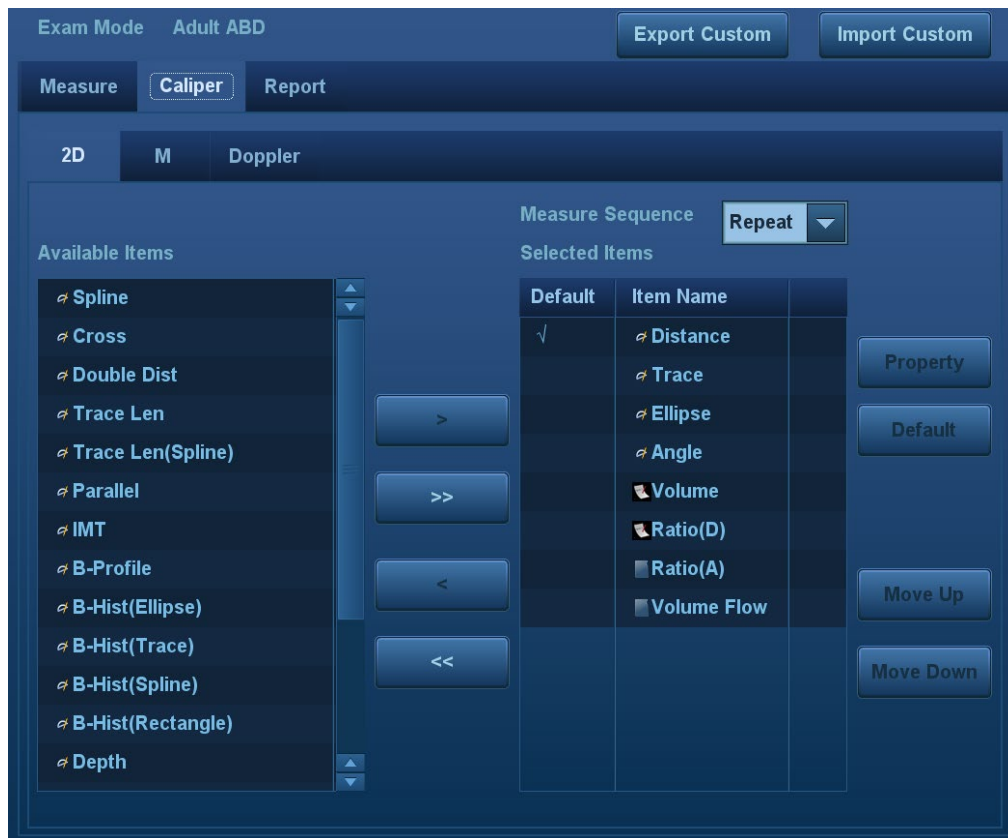 Exam Mode Adult ABD Export Custom Import Custom
Measure Caliper Report
2D M Doppler
Measure Sequence Repeat
Available Items Selected Items
Default Item Name
Spline
√ Distance
Cross
Trace
Double Dist
Ellipse
Trace Len
Angle
Trace Len(Spline)
Volume
Parallel
Ratio(D)
IMT
Ratio(A)
B-Profile
Volume Flow
B-Hist(Ellipse)
B-Hist(Trace)
B-Hist(Spline)
B-Hist(Rectangle)
Depth
>
>>
<
<<
Property
Default
Move Up
Move Down